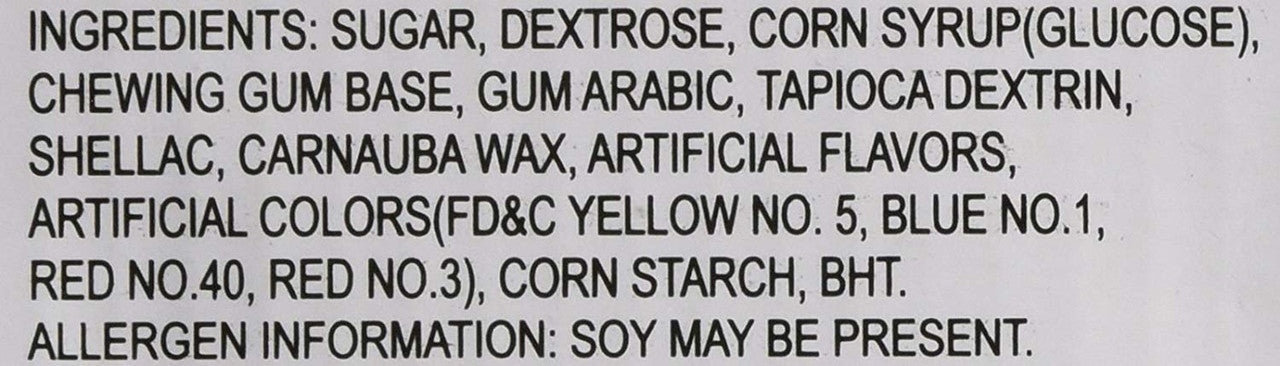 INGREDIENTS: SUGAR, DEXTROSE, CORN SYRUP(GLUCOSE),
CHEWING GUM BASE, GUM ARABIC, TAPIOCA DEXTRIN,
SHELLAC, CARNAUBA WAX, ARTIFICIAL FLAVORS,
ARTIFICIAL COLORS(FD&C YELLOW NO. 5, BLUE NO.1,
RED NO.40, RED NO.3), CORN STARCH, BHT.
ALLERGEN INFORMATION: SOY MAY BE PRESENT.